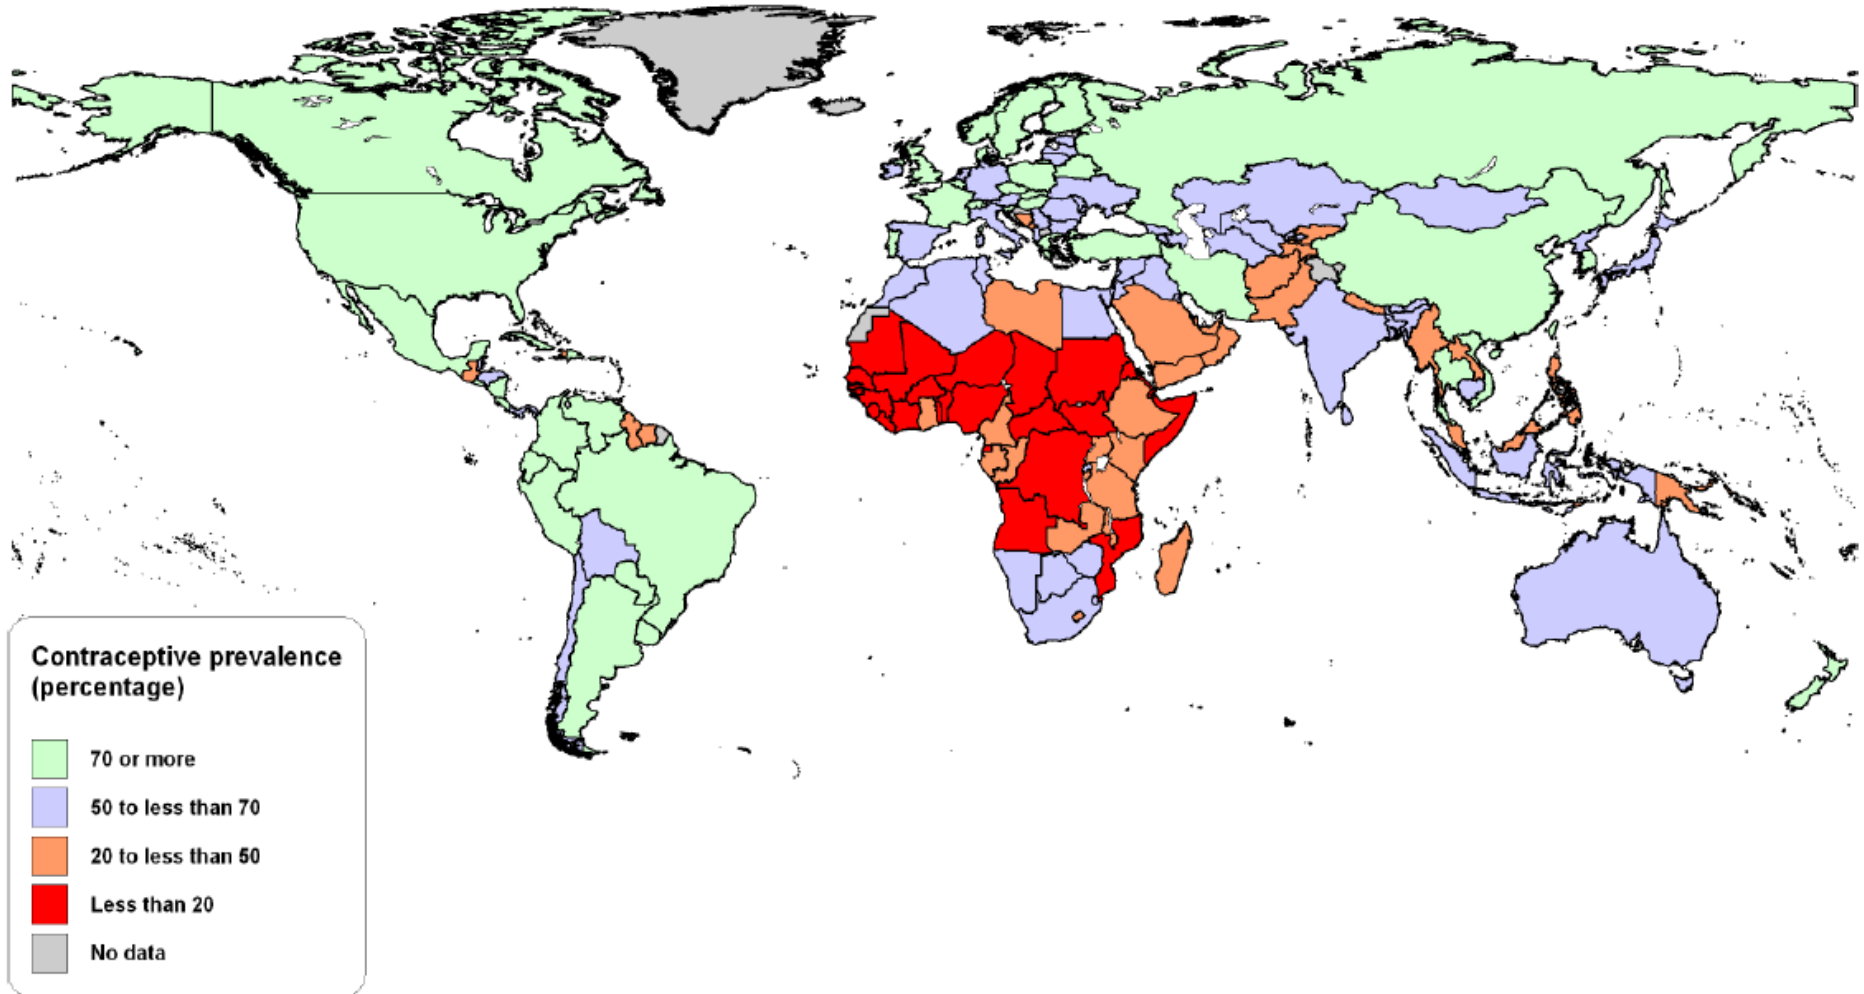 Contraceptive prevalence
(percentage)
70 or more
50 to less than 70
20 to less than 50
Less than 20
No data